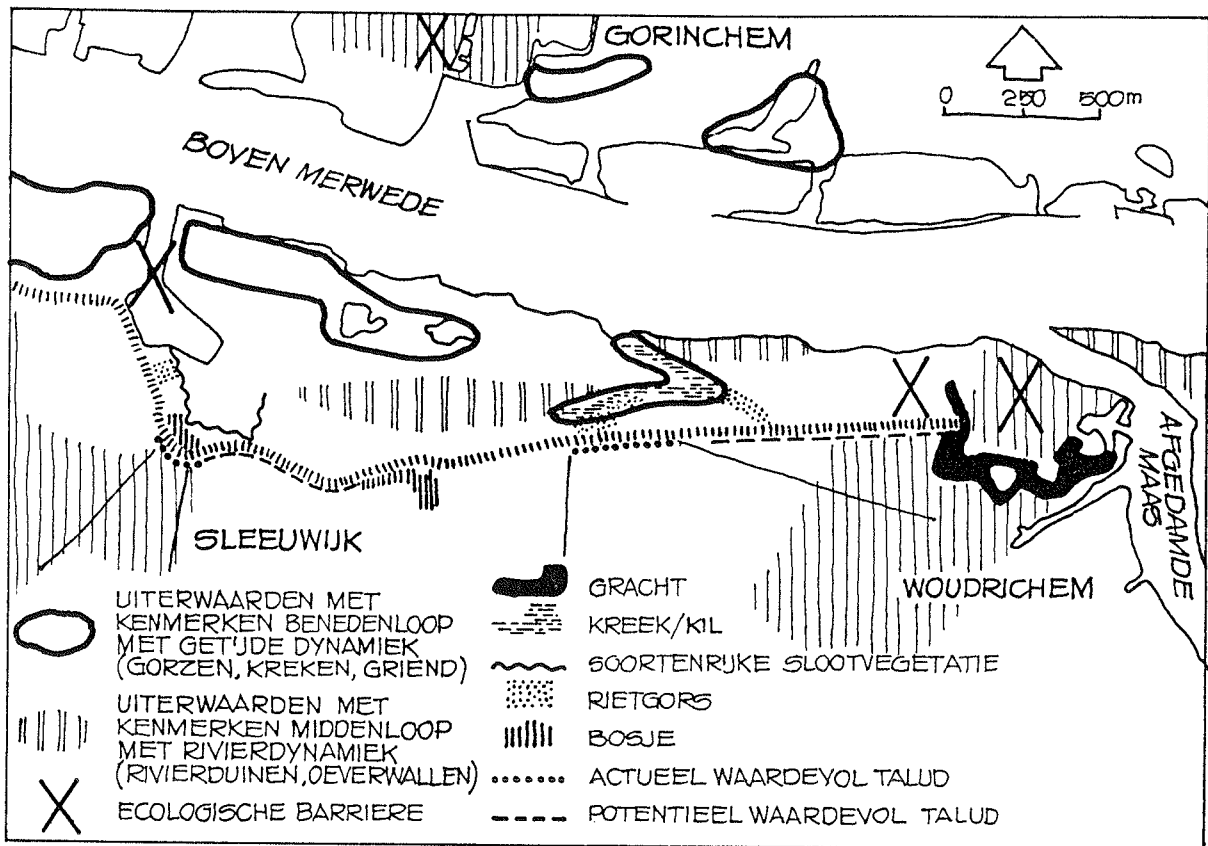 GORINCHEM
0 250 500m
BOVEN MERWEDE
AFGEDAMDE
MAAS
SLEEUWIJK
WOUDRICHEM
UITERWAARDEN MET
KENMERKEN BENEDENLOOP
MET GETIJDE DYNAMIEK
(GORZEN, KREKEN, GRIEND)
UITERWAARDEN MET
KENMERKEN MIDDENLOOP
MET RIVIERDYNAMIEK
(RIVIERDUINEN, OEVERWALLEN)
ECOLOGISCHE BARRIERE
GRACHT
KREEK/KIL
SOORTENRIJKE SLOOTVEGETATIE
RIETGORS
BOSJE
ACTUEEL WAARDEVOL TALUD
POTENTIEEL WAARDEVOL TALUD